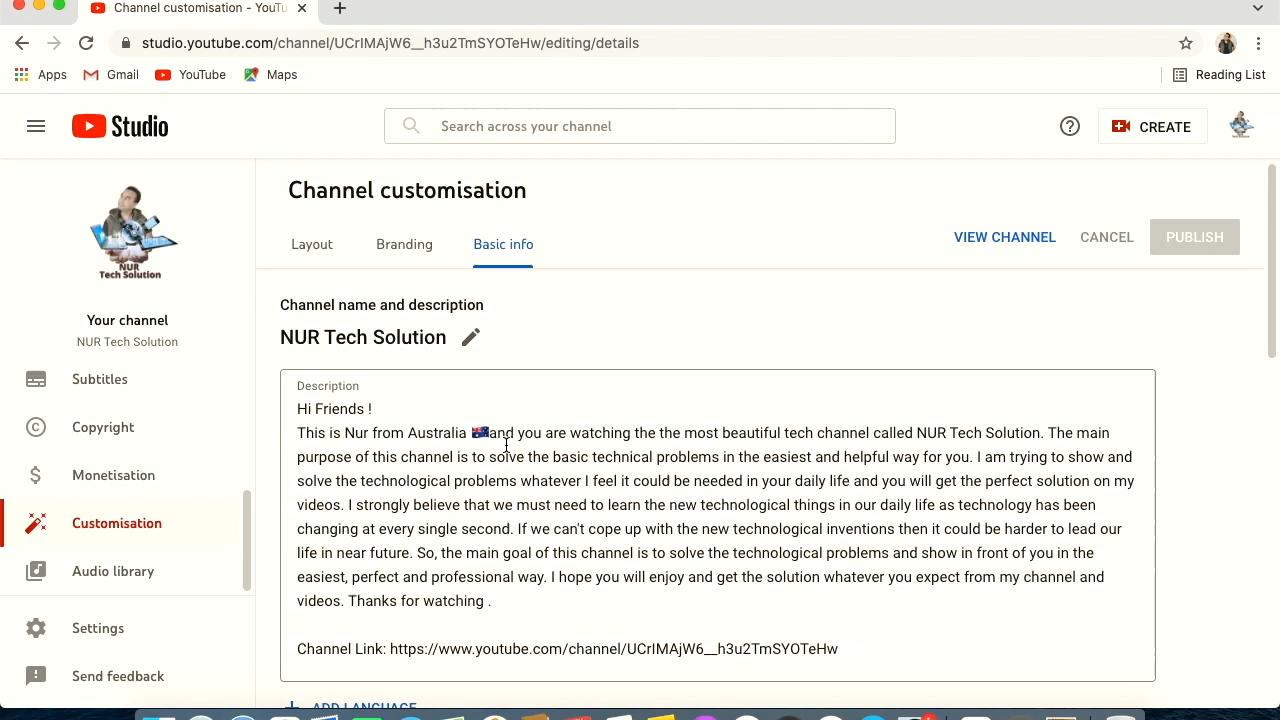 Channel customisation - YouTu
studio.youtube.com/channel/UCrIMAjW6__h3u2TmSYOTeHw/editing/details
Apps Gmail YouTube Maps Reading List
Studio Search across your channel CREATE
NUR
Tech Solution
Your channel
NUR Tech Solution
Subtitles
Copyright
Monetisation
Customisation
Audio library
Settings
Send feedback
Channel customisation
Layout Branding Basic info VIEW CHANNEL CANCEL PUBLISH
Channel name and description
NUR Tech Solution
Description
Hi Friends !
This is Nur from Australia 🇦🇺and you are watching the the most beautiful tech channel called NUR Tech Solution. The main
purpose of this channel is to solve the basic technical problems in the easiest and helpful way for you. I am trying to show and
solve the technological problems whatever I feel it could be needed in your daily life and you will get the perfect solution on my
videos. I strongly believe that we must need to learn the new technological things in our daily life as technology has been
changing at every single second. If we can't cope up with the new technological inventions then it could be harder to lead our
life in near future. So, the main goal of this channel is to solve the technological problems and show in front of you in the
easiest, perfect and professional way. I hope you will enjoy and get the solution whatever you expect from my channel and
videos. Thanks for watching .
Channel Link: https://www.youtube.com/channel/UCrIMAjW6__h3u2TmSYOTeHw
ADD LANGUAGE